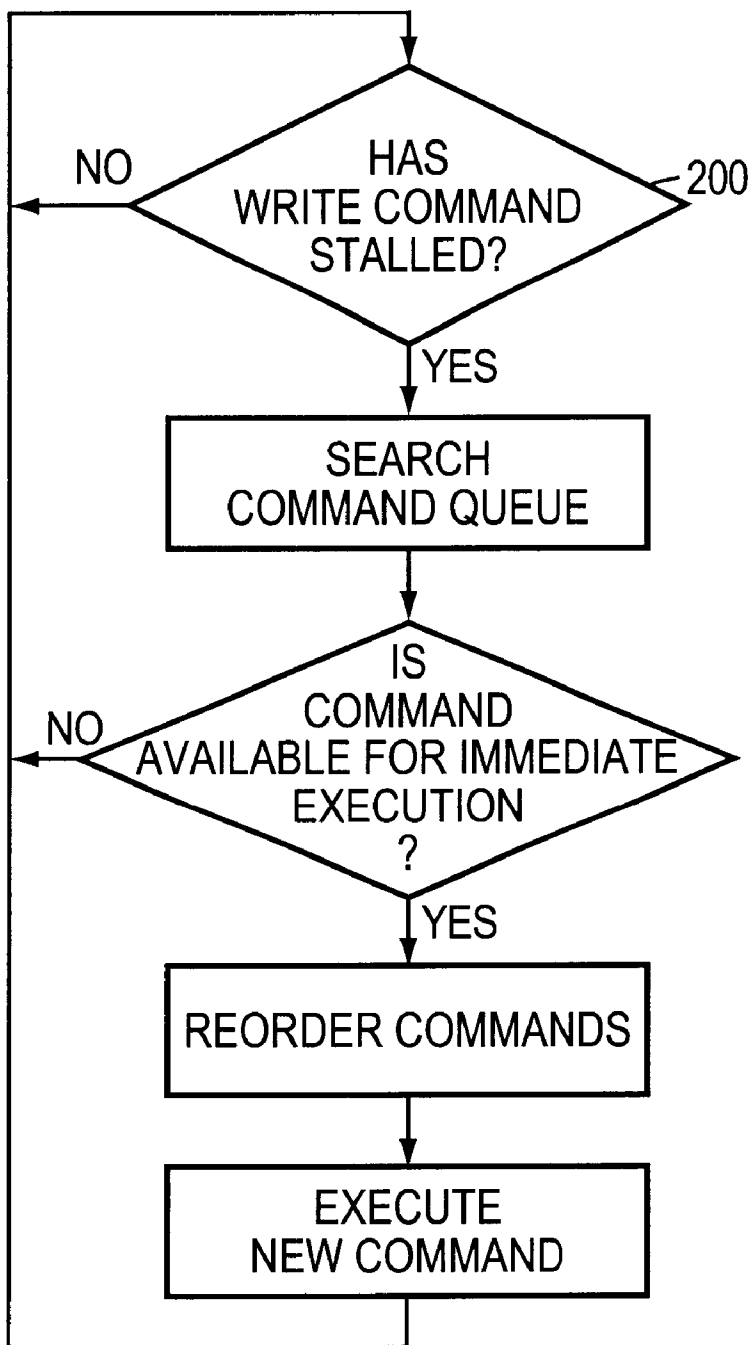 HAS
WRITE COMMAND
STALLED?
200
NO
YES
SEARCH
COMMAND QUEUE
IS
COMMAND
AVAILABLE FOR IMMEDIATE
EXECUTION
?
NO
YES
REORDER COMMANDS
EXECUTE
NEW COMMAND